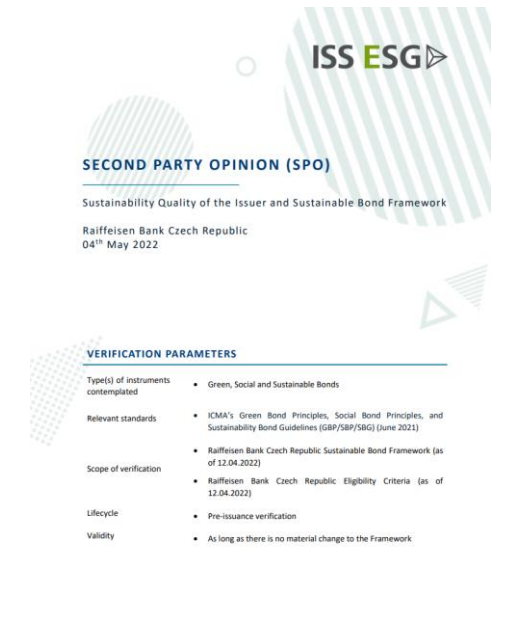 ISS ESG
SECOND PARTY OPINION (SPO)
Sustainability Quality of the Issuer and Sustainable Bond Framework
Raiffeisen Bank Czech Republic
04th May 2022
VERIFICATION PARAMETERS
Type(s) of instruments
contemplated
• Green, Social and Sustainable Bonds
Relevant standards
• ICMA's Green Bond Principles, Social Bond Principles, and
Sustainability Bond Guidelines (GBP/SBP/SBG) (June 2021)
Scope of verification
• Raiffeisen Bank Czech Republic Sustainable Bond Framework (as
of 12.04.2022)
• Raiffeisen Bank Czech Republic Eligibility Criteria (as of
12.04.2022)
Lifecycle
• Pre-issuance verification
Validity
• As long as there is no material change to the Framework